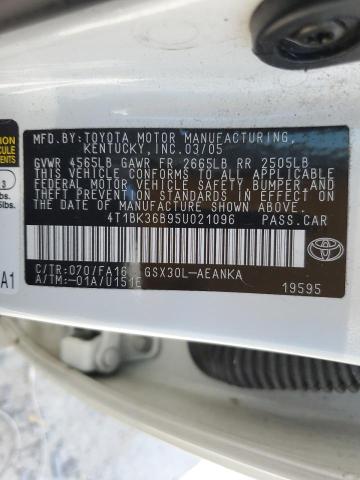 MFD.BY:TOYOTA MOTOR MANUFACTURING,
KENTUCKY,INC.03/05
GVWR 4565LB GAWR FR 2665LB RR 2505LB
THIS VEHICLE CONFORMS TO ALL APPLICABLE
FEDERAL MOTOR VEHICLE SAFETY, BUMPER,
AND THEFT PREVENTION STANDARDS IN EFFECT
ON THE DATE OF MANUFACTURE SHOWN ABOVE.
4T1BK36B95U021096 PASS.CAR
C/TR:070/FA16 GSX30L-AEANKA
A/TM:-01A/U151E
19595
TOYOTA
A1